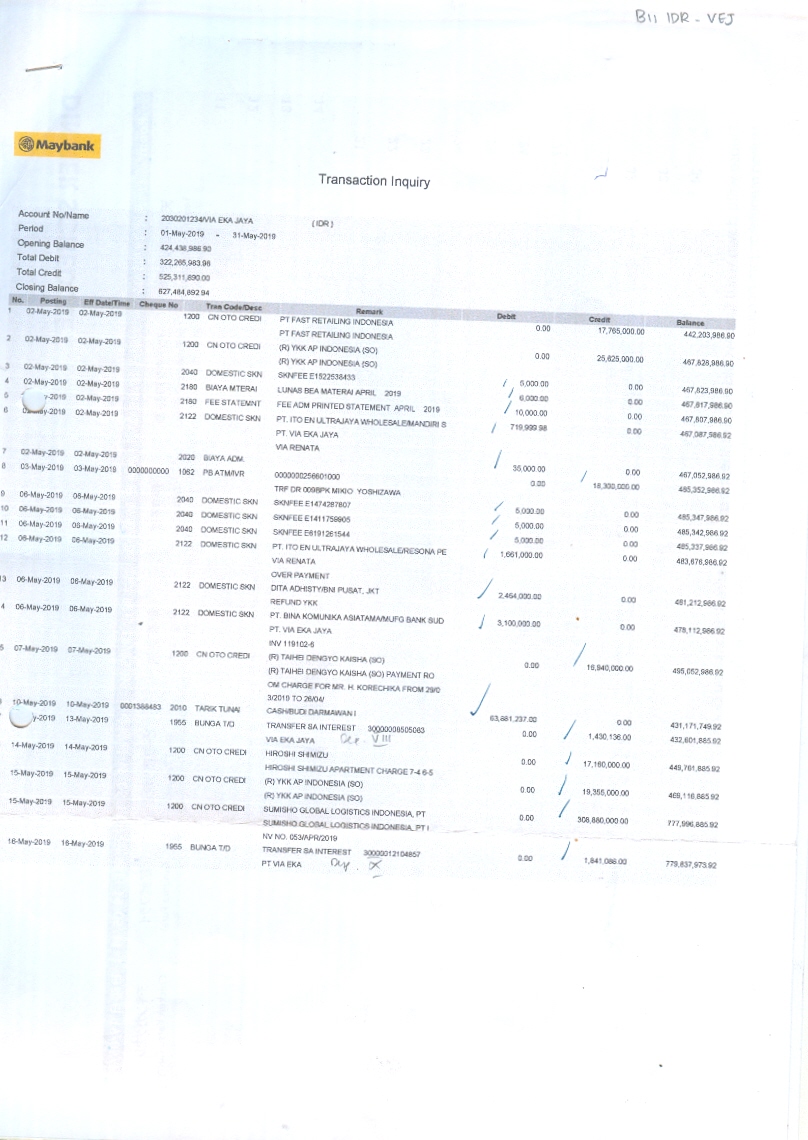 BII IDR - VEJ
Maybank
Transaction Inquiry
Account No/Name : 2030201234/VIA EKA JAYA (IDR)
Period : 01-May-2019 - 31-May-2019
Opening Balance : 424,438,986.90
Total Debit : 322,265,983.96
Total Credit : 525,311,890.00
Closing Balance : 627,484,892.94
No. Posting Eff Date/Time Cheque No Tran Code/Desc Remark Debit Credit Balance
1 02-May-2019 02-May-2019 1200 CN OTO CREDI PT FAST RETAILING INDONESIA 0.00 17,765,000.00 442,203,986.90
PT FAST RETAILING INDONESIA
2 02-May-2019 02-May-2019 1200 CN OTO CREDI (R) YKK AP INDONESIA (SO) 0.00 25,625,000.00 467,828,986.90
(R) YKK AP INDONESIA (SO)
3 02-May-2019 02-May-2019 2040 DOMESTIC SKN SKNFEE E1522538433 5,000.00 0.00 467,823,986.90
4 02-May-2019 02-May-2019 2180 BIAYA MTERAI LUNAS BEA MATERAI APRIL 2019 6,000.00 0.00 467,817,986.90
5 y-2019 02-May-2019 2180 FEE STATEMNT FEE ADM PRINTED STATEMENT APRIL 2019 10,000.00 0.00 467,807,986.90
6 02-May-2019 02-May-2019 2122 DOMESTIC SKN PT. ITO EN ULTRAJAYA WHOLESALE/MANDIRI S 719,999.98 0.00 467,087,986.92
PT. VIA EKA JAYA
VIA RENATA
7 02-May-2019 02-May-2019 2020 BIAYA ADM. 35,000.00 0.00 467,052,986.92
8 03-May-2019 03-May-2019 0000000000 1062 PB ATM/IVR 0000000256601000 0.00 18,300,000.00 485,352,986.92
TRF DR 009BPK MIKIO YOSHIZAWA
9 06-May-2019 06-May-2019 2040 DOMESTIC SKN SKNFEE E1474287807 5,000.00 0.00 485,347,986.92
10 06-May-2019 06-May-2019 2040 DOMESTIC SKN SKNFEE E1411759905 5,000.00 0.00 485,342,986.92
11 06-May-2019 06-May-2019 2040 DOMESTIC SKN SKNFEE E6191261544 5,000.00 0.00 485,337,986.92
12 06-May-2019 06-May-2019 2122 DOMESTIC SKN PT. ITO EN ULTRAJAYA WHOLESALE/RESONA PE 1,661,000.00 0.00 483,676,986.92
VIA RENATA
OVER PAYMENT
13 06-May-2019 06-May-2019 2122 DOMESTIC SKN DITA ADHISTY/BNI PUSAT, JKT 2,464,000.00 0.00 481,212,986.92
REFUND YKK
4 06-May-2019 06-May-2019 2122 DOMESTIC SKN PT. BINA KOMUNIKA ASIATAMA/MUFG BANK SUD 3,100,000.00 0.00 478,112,986.92
PT. VIA EKA JAYA
INV 119102-6
5 07-May-2019 07-May-2019 1200 CN OTO CREDI (R) TAIHEI DENGYO KAISHA (SO) 0.00 16,940,000.00 495,052,986.92
(R) TAIHEI DENGYO KAISHA (SO) PAYMENT RO
OM CHARGE FOR MR. H. KORECHIKA FROM 29/0
3/2019 TO 26/04/
10-May-2019 10-May-2019 0001388483 2010 TARIK TUNAI CASH/BUDI DARMAWAN I 63,881,237.00 0.00 431,171,749.92
y-2019 13-May-2019 1955 BUNGA T/D TRANSFER SA INTEREST 30000008505083 0.00 1,430,136.00 432,601,885.92
VIA EKA JAYA Dep. VIII
14-May-2019 14-May-2019 1200 CN OTO CREDI HIROSHI SHIMIZU 0.00 17,160,000.00 449,761,885.92
HIROSHI SHIMIZU APARTMENT CHARGE 7-4 6-5
15-May-2019 15-May-2019 1200 CN OTO CREDI (R) YKK AP INDONESIA (SO) 0.00 19,355,000.00 469,116,885.92
(R) YKK AP INDONESIA (SO)
15-May-2019 15-May-2019 1200 CN OTO CREDI SUMISHO GLOBAL LOGISTICS INDONESIA, PT 0.00 308,880,000.00 777,996,885.92
SUMISHO GLOBAL LOGISTICS INDONESIA, PT I
NV NO. 053/APR/2019
16-May-2019 16-May-2019 1955 BUNGA T/D TRANSFER SA INTEREST 30000012104857 0.00 1,841,088.00 779,837,973.92
PT VIA EKA Dep. X